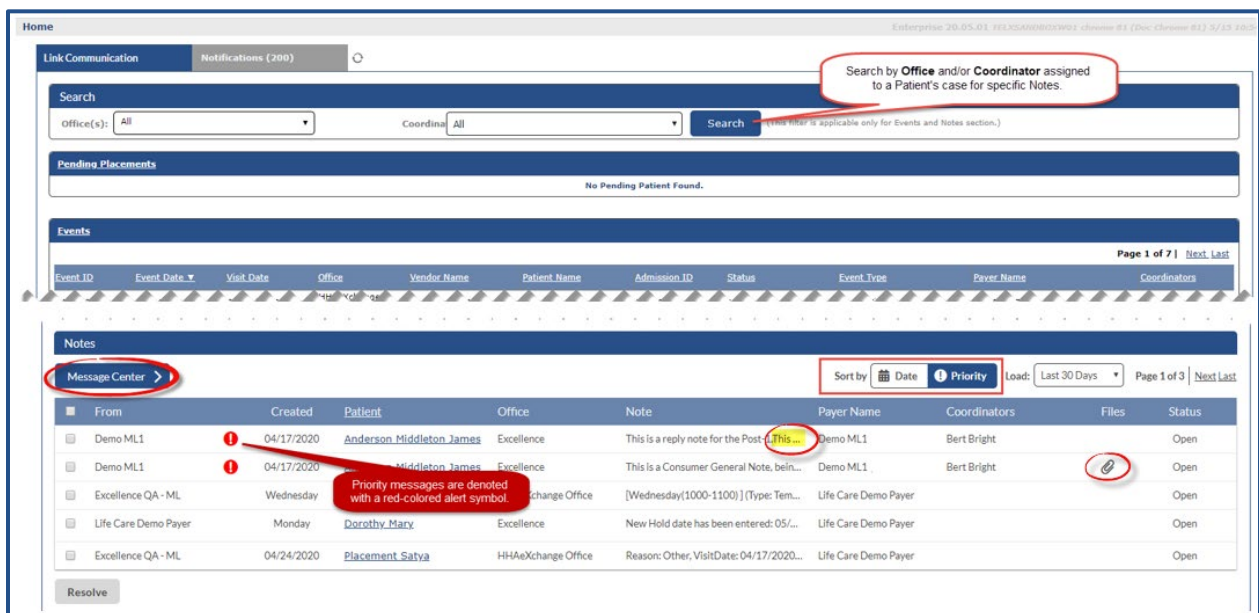 Home
Enterprise 20.05.01
Link Communication
Notifications (200)
Search by Office and/or Coordinator assigned
to a Patient's case for specific Notes.
Search
Office(s): All
Coordina All
Search
(This filter is applicable only for Events and Notes section.)
Pending Placements
No Pending Patient Found.
Events
Page 1 of 7 | Next Last
Event ID Event Date ▼ Visit Date Office Vendor Name Patient Name Admission ID Status Event Type Payer Name Coordinators
Notes
Message Center >
Sort by Date Priority Load: Last 30 Days Page 1 of 3 | Next Last
From Created Patient Office Note Payer Name Coordinators Files Status
Demo ML1 04/17/2020 Anderson Middleton James Excellence This is a reply note for the Post-1.This ... Demo ML1 Bert Bright Open
Demo ML1 04/17/2020 Anderson Middleton James Excellence This is a Consumer General Note, bein... Demo ML1 Bert Bright Open
Priority messages are denoted
with a red-colored alert symbol.
Excellence QA - ML Wednesday Xchange Office [Wednesday(1000-1100) ] (Type: Tem... Life Care Demo Payer Open
Life Care Demo Payer Monday Dorothy Mary Excellence New Hold date has been entered: 05/... Life Care Demo Payer Open
Excellence QA - ML 04/24/2020 Placement Satya HHAeXchange Office Reason: Other, VisitDate: 04/17/2020... Life Care Demo Payer Open
Resolve